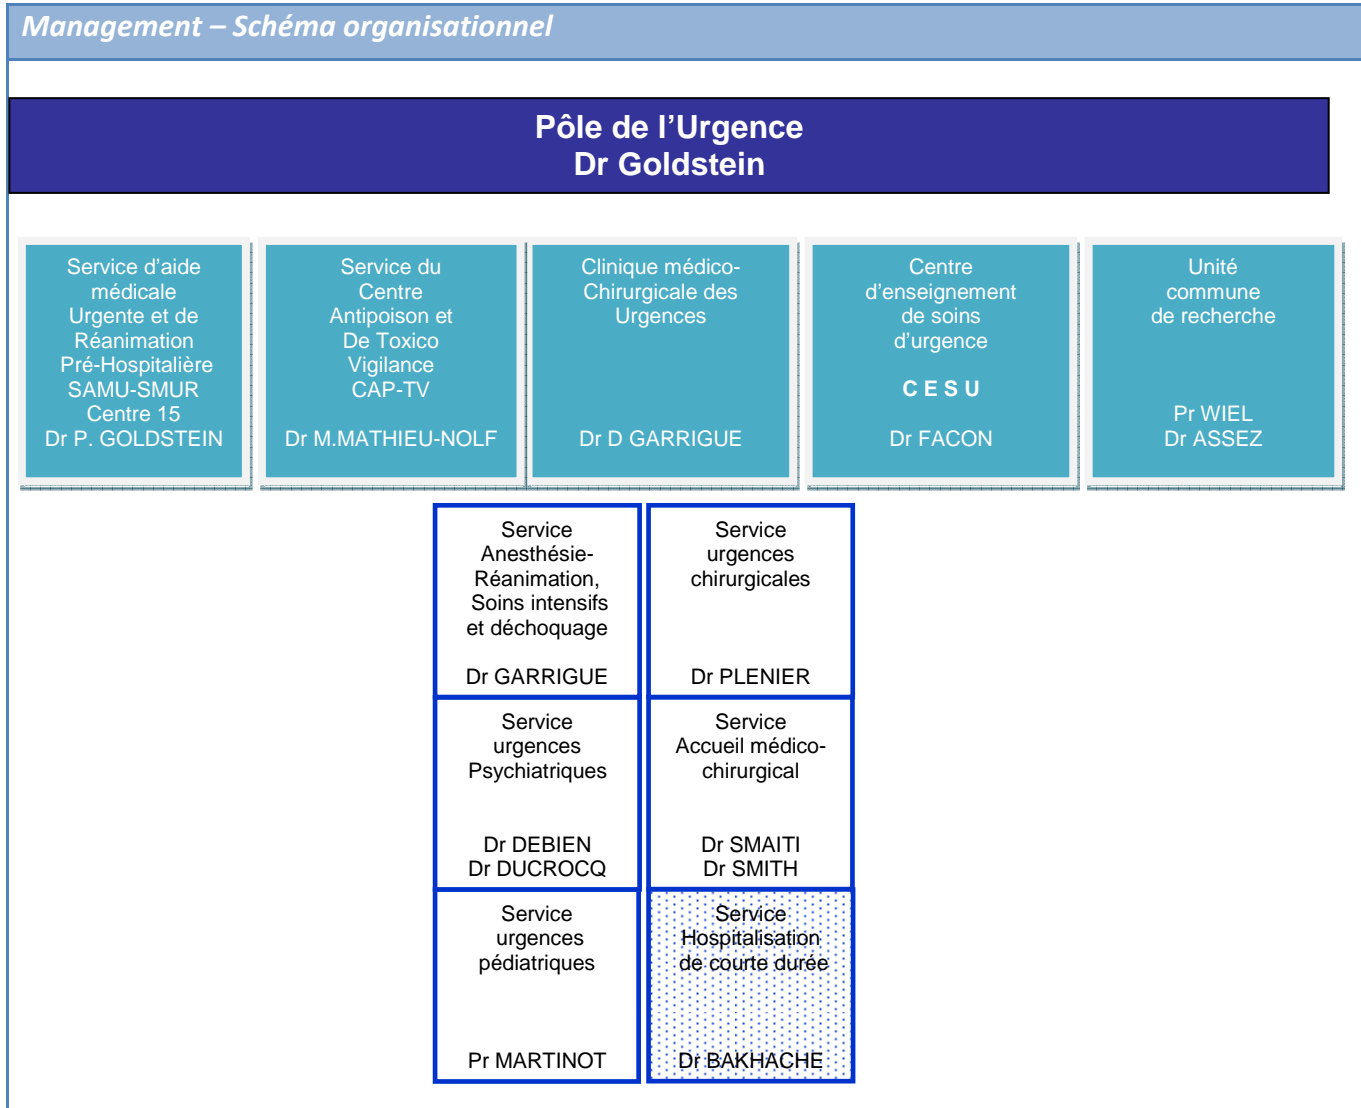 Management – Schéma organisationnel
Pôle de l'Urgence
Dr Goldstein
Service d'aide
médicale
Urgente et de
Réanimation
Pré-Hospitalière
SAMU-SMUR
Centre 15
Dr P. GOLDSTEIN
Service du
Centre
Antipoison et
De Toxico
Vigilance
CAP-TV
Dr M.MATHIEU-NOLF
Clinique médico-
Chirurgicale des
Urgences
Dr D GARRIGUE
Centre
d'enseignement
de soins
d'urgence
C E S U
Dr FACON
Unité
commune
de recherche
Pr WIEL
Dr ASSEZ
Service
Anesthésie-
Réanimation,
Soins intensifs
et déchoquage
Dr GARRIGUE
Service
urgences
chirurgicales
Dr PLENIER
Service
urgences
Psychiatriques
Dr DEBIEN
Dr DUCROCQ
Service
Accueil médico-
chirurgical
Dr SMAITI
Dr SMITH
Service
urgences
pédiatriques
Pr MARTINOT
Service
Hospitalisation
de courte durée
Dr BAKHACHE